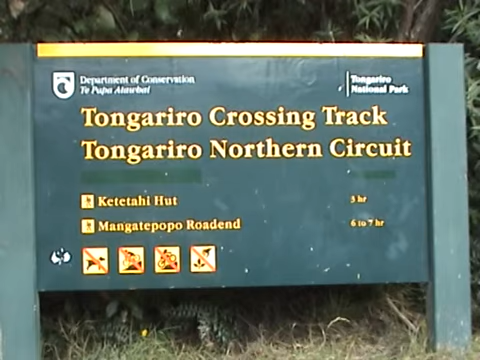 Department of Conservation
Te Papa Atawhai
Tongariro
National Park
Tongariro Crossing Track
Tongariro Northern Circuit
Ketetahi Hut 3 hr
Mangatepopo Roadend 6 to 7 hr